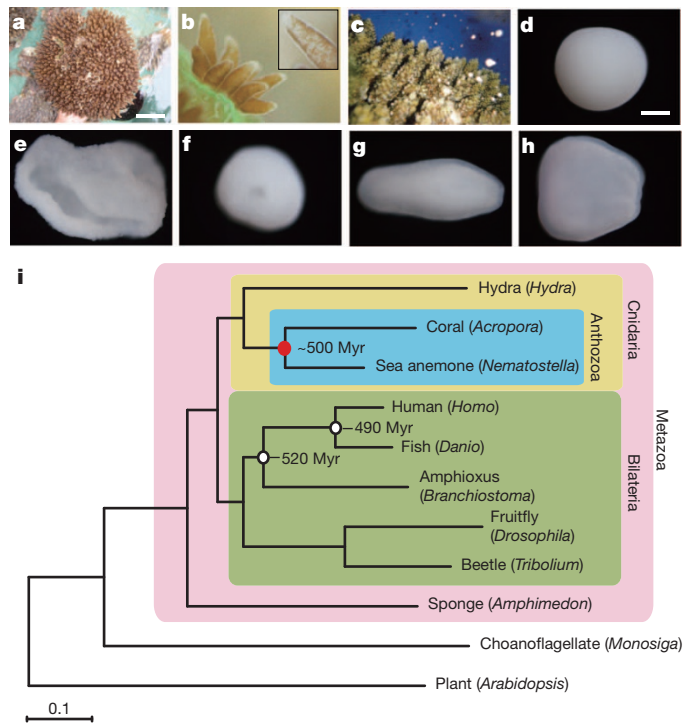 a
b
c
d
e
f
g
h
i
Hydra (Hydra)
Coral (Acropora)
~500 Myr
Sea anemone (Nematostella)
Anthozoa
Cnidaria
Human (Homo)
490 Myr
Fish (Danio)
520 Myr
Amphioxus
(Branchiostoma)
Fruitfly
(Drosophila)
Beetle (Tribolium)
Bilateria
Metazoa
Sponge (Amphimedon)
Choanoflagellate (Monosiga)
Plant (Arabidopsis)
0.1